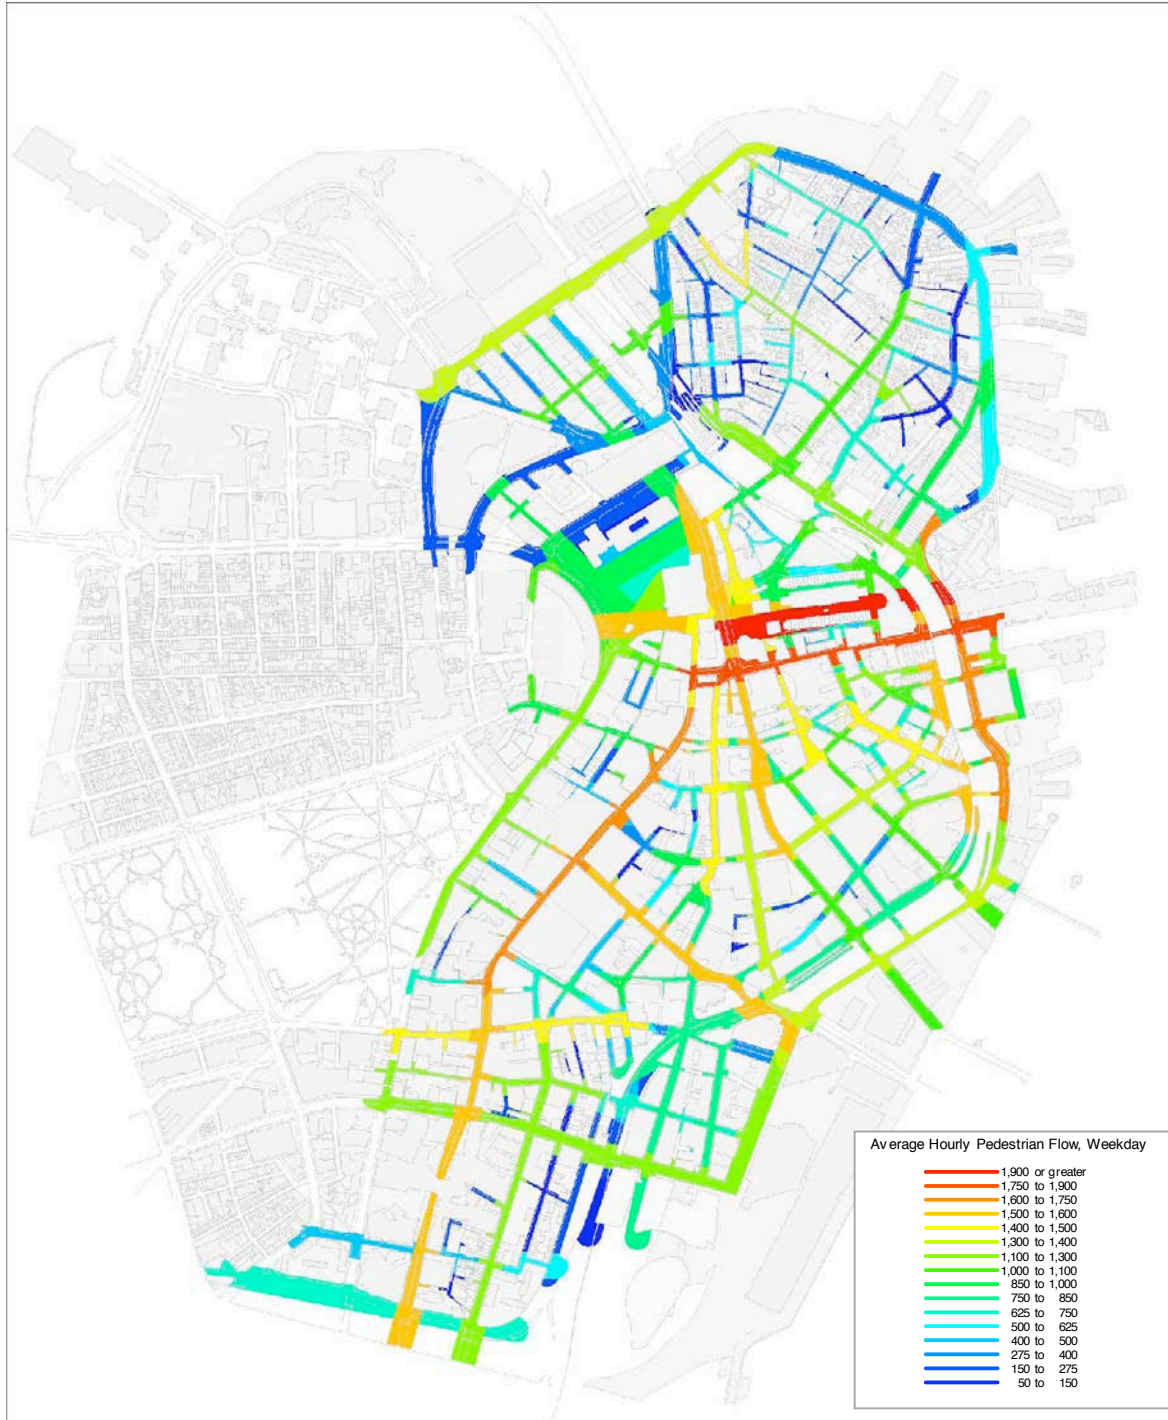 Average Hourly Pedestrian Flow, Weekday
1,900 or greater
1,750 to 1,900
1,600 to 1,750
1,500 to 1,600
1,400 to 1,500
1,300 to 1,400
1,100 to 1,300
1,000 to 1,100
850 to 1,000
750 to 850
625 to 750
500 to 625
400 to 500
275 to 400
150 to 275
50 to 150